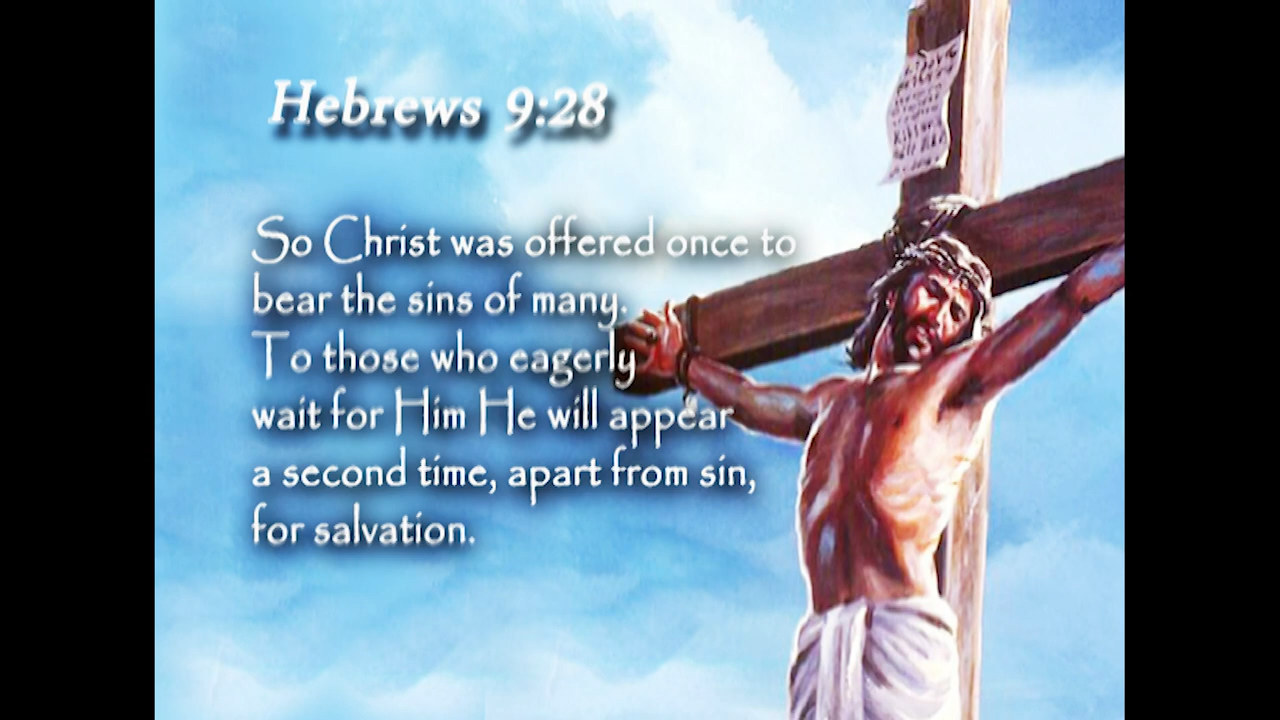 Hebrews 9:28
So Christ was offered once to
bear the sins of many.
To those who eagerly
wait for Him He will appear
a second time, apart from sin,
for salvation.